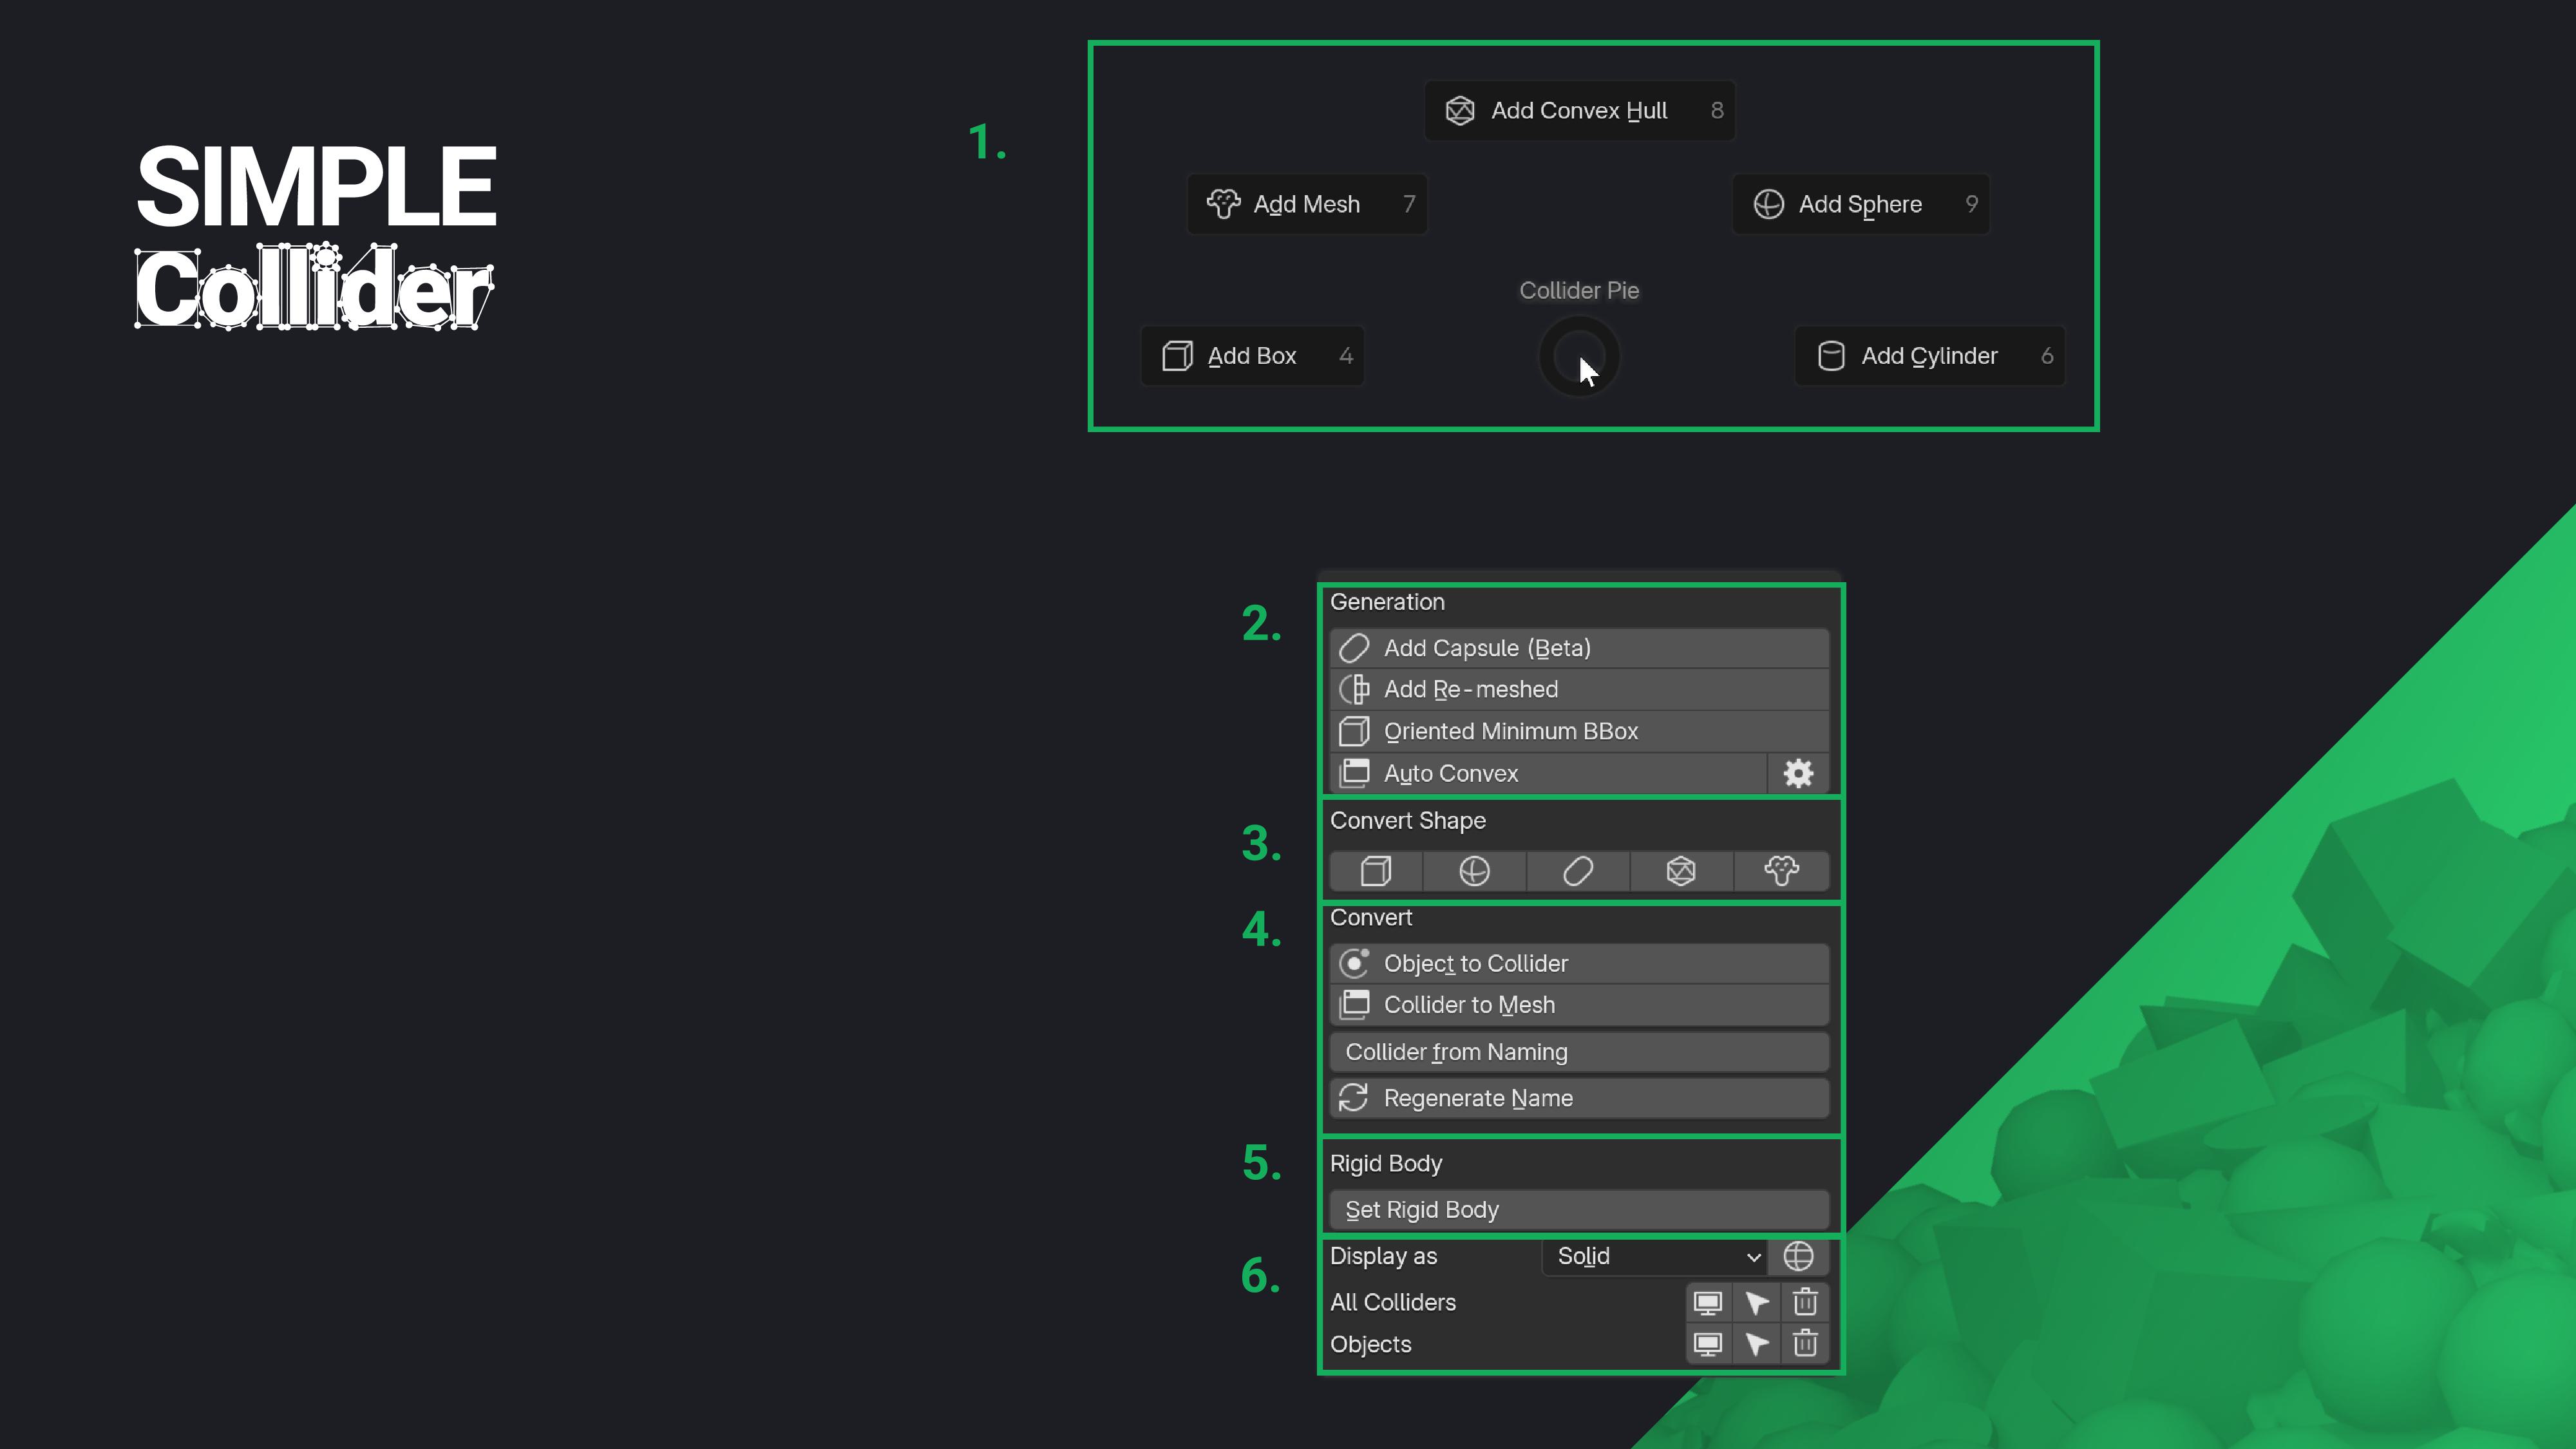 SIMPLE
Collider
1.
Add Convex Hull 8
Add Mesh 7
Add Sphere 9
Collider Pie
Add Box 4
Add Cylinder 6
2.
Generation
Add Capsule (Beta)
Add Re-meshed
Oriented Minimum BBox
Auto Convex
3.
Convert Shape
4.
Convert
Object to Collider
Collider to Mesh
Collider from Naming
Regenerate Name
5.
Rigid Body
Set Rigid Body
6.
Display as Solid
All Colliders
Objects